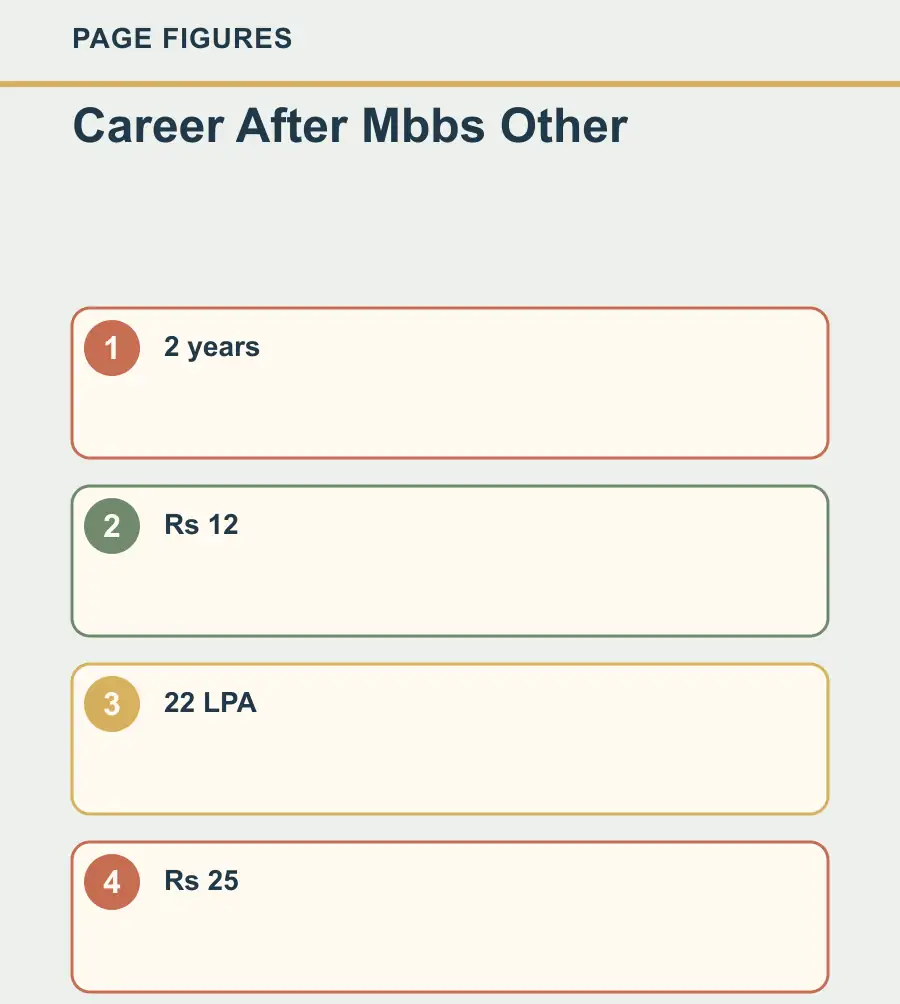 PAGE FIGURES
Career After Mbbs Other
1 2 years
2 Rs 12
3 22 LPA
4 Rs 25